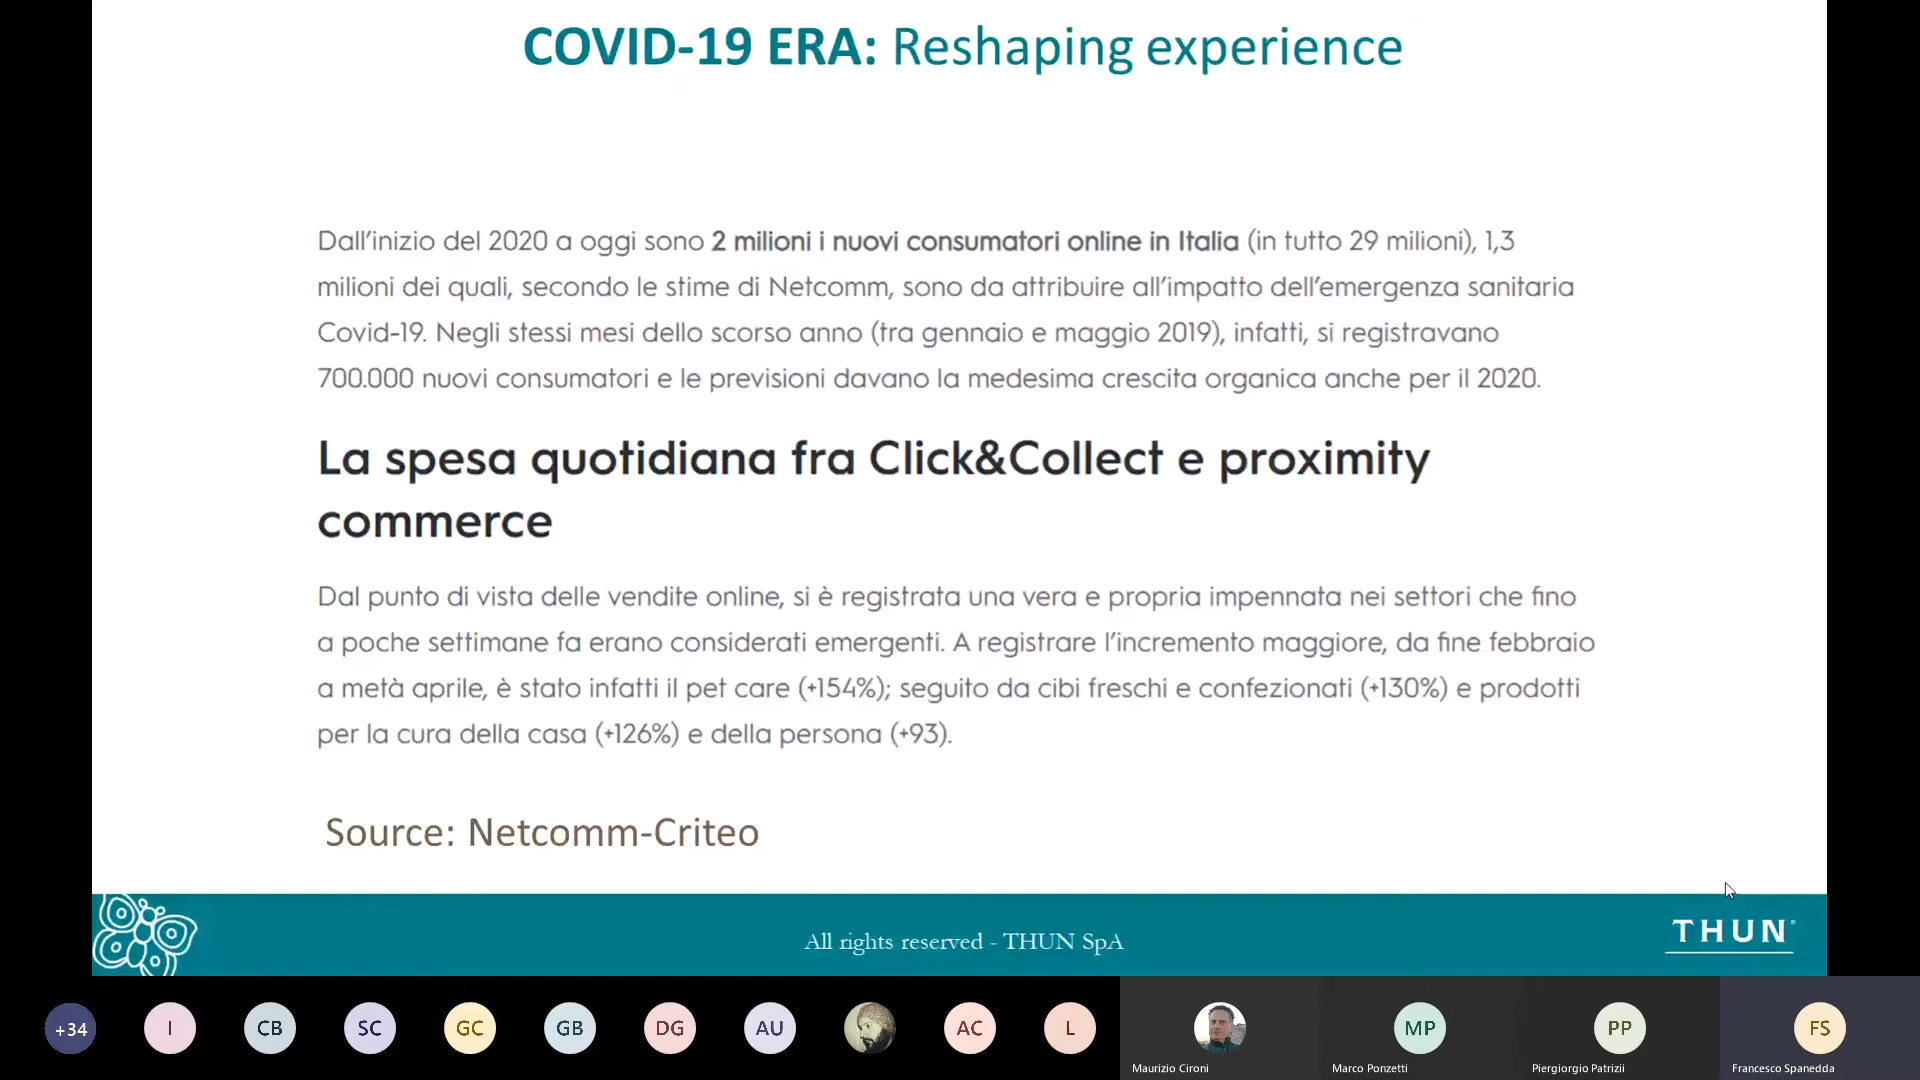 COVID-19 ERA: Reshaping experience
Dall'inizio del 2020 a oggi sono 2 milioni i nuovi consumatori online in Italia (in tutto 29 milioni), 1,3
milioni dei quali, secondo le stime di Netcomm, sono da attribuire all'impatto dell'emergenza sanitaria
Covid-19. Negli stessi mesi dello scorso anno (tra gennaio e maggio 2019), infatti, si registravano
700.000 nuovi consumatori e le previsioni davano la medesima crescita organica anche per il 2020.
La spesa quotidiana fra Click&Collect e proximity
commerce
Dal punto di vista delle vendite online, si è registrata una vera e propria impennata nei settori che fino
a poche settimane fa erano considerati emergenti. A registrare l'incremento maggiore, da fine febbraio
a metà aprile, è stato infatti il pet care (+154%); seguito da cibi freschi e confezionati (+130%) e prodotti
per la cura della casa (+126%) e della persona (+93).
Source: Netcomm-Criteo
All rights reserved - THUN SpA
THUN®
+34 I CB SC GC GB DG AU AC L MP PP FS
Maurizio Cironi Marco Ponzetti Piergiorgio Patrizii Francesco Spanedda